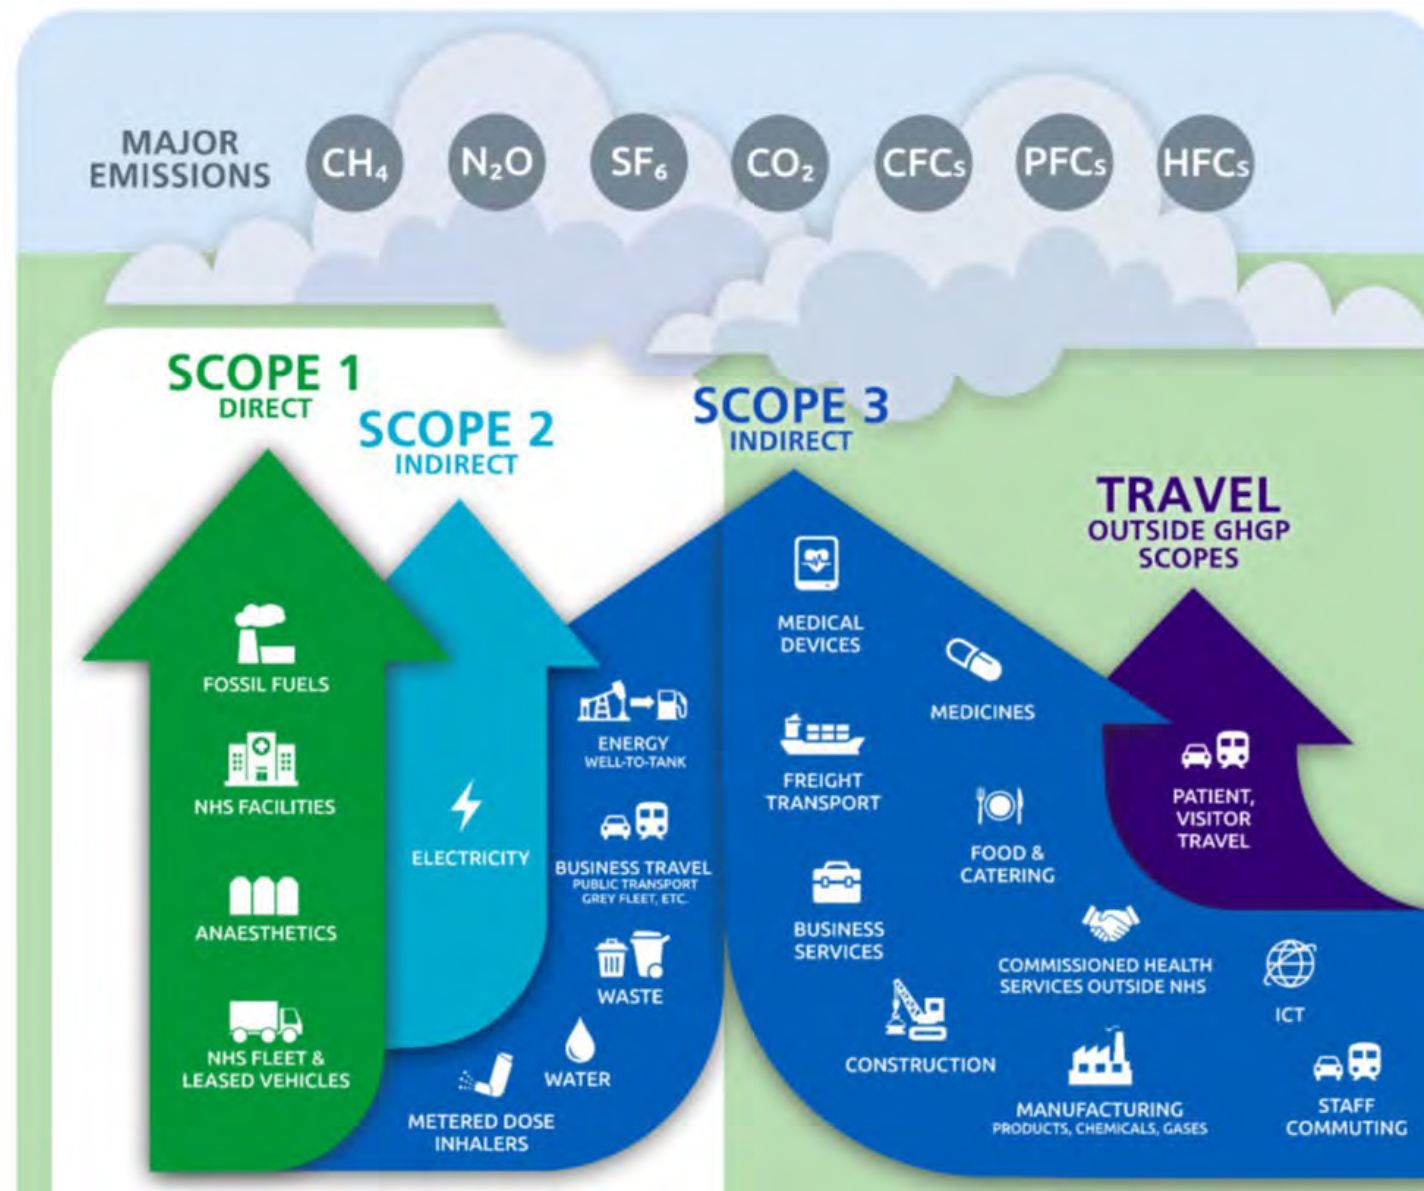 MAJOR
EMISSIONS
CH₄
N₂O
SF₆
CO₂
CFCs
PFCs
HFCs
SCOPE 1
DIRECT
SCOPE 2
INDIRECT
SCOPE 3
INDIRECT
TRAVEL
OUTSIDE GHGP
SCOPES
FOSSIL FUELS
NHS FACILITIES
ANAESTHETICS
NHS FLEET &
LEASED VEHICLES
ELECTRICITY
ENERGY
WELL-TO-TANK
BUSINESS TRAVEL
PUBLIC TRANSPORT
GREY FLEET, ETC.
WASTE
WATER
METERED DOSE
INHALERS
MEDICAL
DEVICES
MEDICINES
FREIGHT
TRANSPORT
FOOD &
CATERING
BUSINESS
SERVICES
COMMISSIONED HEALTH
SERVICES OUTSIDE NHS
CONSTRUCTION
MANUFACTURING
PRODUCTS, CHEMICALS, GASES
ICT
STAFF
COMMUTING
PATIENT,
VISITOR
TRAVEL